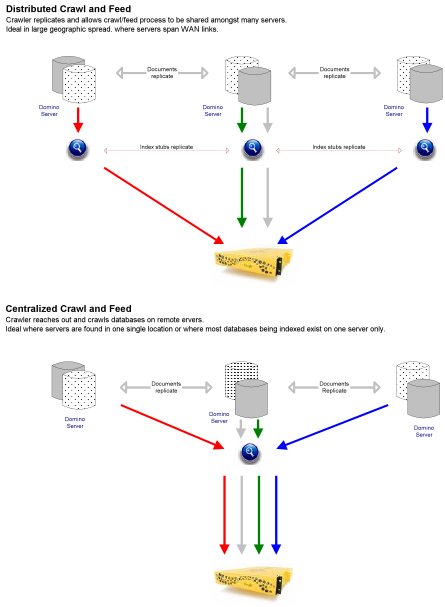 Distributed Crawl and Feed
Crawler replicates and allows crawl/feed process to be shared amongst many servers.
Ideal in large geographic spread. where servers span WAN links.
Documents
replicate
Documents
replicate
Domino
Server
Domino
Server
Domino
Server
Index stubs replicate
Index stubs replicate
Centralized Crawl and Feed
Crawler reaches out and crawls databases on remote ervers.
Ideal where servers are found in one single location or where most databases being indexed exist on one server only.
Documents
replicate
Documents
Replicate
Domino
Server
Domino
Server
Domino
Server